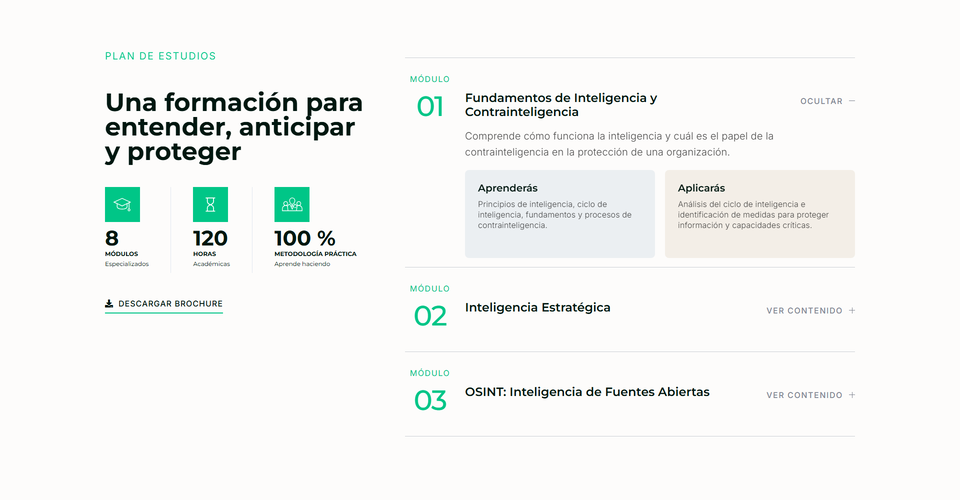 PLAN DE ESTUDIOS
Una formación para
entender, anticipar
y proteger
8
MÓDULOS
Especializados
120
HORAS
Académicas
100 %
METODOLOGÍA PRÁCTICA
Aprende haciendo
DESCARGAR BROCHURE
MÓDULO
01
Fundamentos de Inteligencia y
Contrainteligencia
OCULTAR −
Comprende cómo funciona la inteligencia y cuál es el papel de la
contrainteligencia en la protección de una organización.
Aprenderás
Principios de inteligencia, ciclo de
inteligencia, fundamentos y procesos de
contrainteligencia.
Aplicarás
Análisis del ciclo de inteligencia e
identificación de medidas para proteger
información y capacidades críticas.
MÓDULO
02
Inteligencia Estratégica
VER CONTENIDO +
MÓDULO
03
OSINT: Inteligencia de Fuentes Abiertas
VER CONTENIDO +